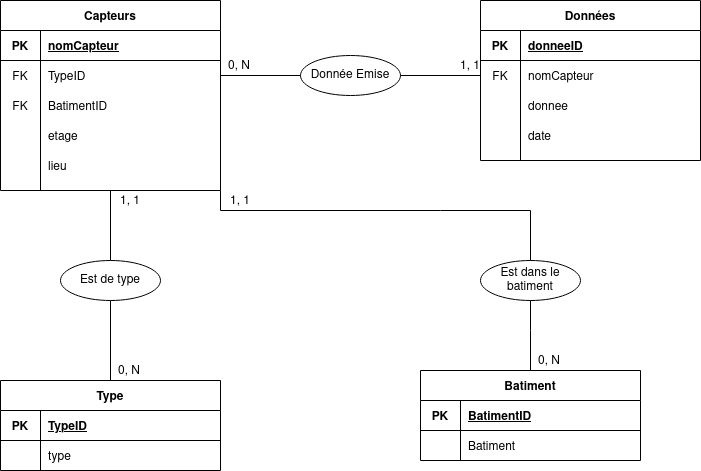 Capteurs
PK nomCapteur
FK TypeID
FK BatimentID
etage
lieu
Données
PK donneeID
FK nomCapteur
donnee
date
0, N
Donnée Emise
1, 1
1, 1
1, 1
Est de type
Est dans le
batiment
0, N
0, N
Type
PK TypeID
type
Batiment
PK BatimentID
Batiment